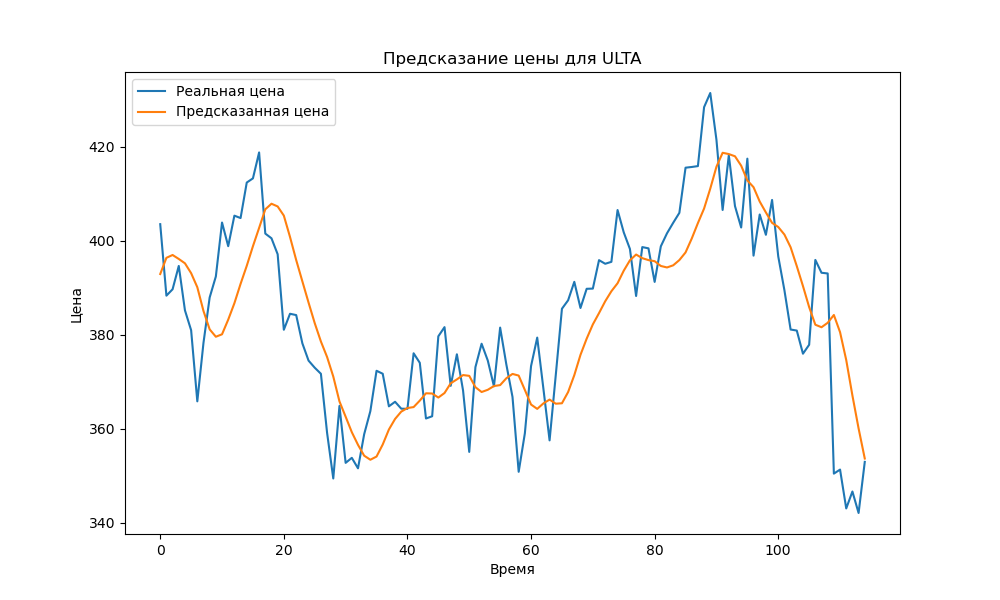 Предсказание цены для ULTA
Реальная цена
Предсказанная цена
Цена
420
400
380
360
340
0 20 40 60 80 100
Время